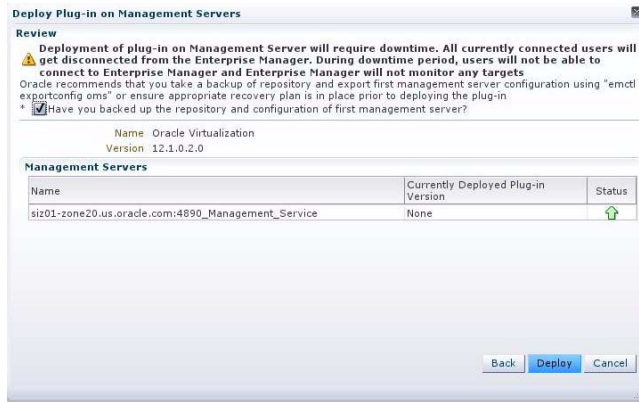 Deploy Plug-in on Management Servers
Review
Deployment of plug-in on Management Server will require downtime. All currently connected users will
get disconnected from the Enterprise Manager. During downtime period, users will not be able to
connect to Enterprise Manager and Enterprise Manager will not monitor any targets
Oracle recommends that you take a backup of repository and export first management server configuration using "emctl
exportconfig oms" or ensure appropriate recovery plan is in place prior to deploying the plug-in
* Have you backed up the repository and configuration of first management server?
Name Oracle Virtualization
Version 12.1.0.2.0
Management Servers
Name Currently Deployed Plug-in Version Status
siz01-zone20.us.oracle.com:4890_Management_Service None
Back Deploy Cancel